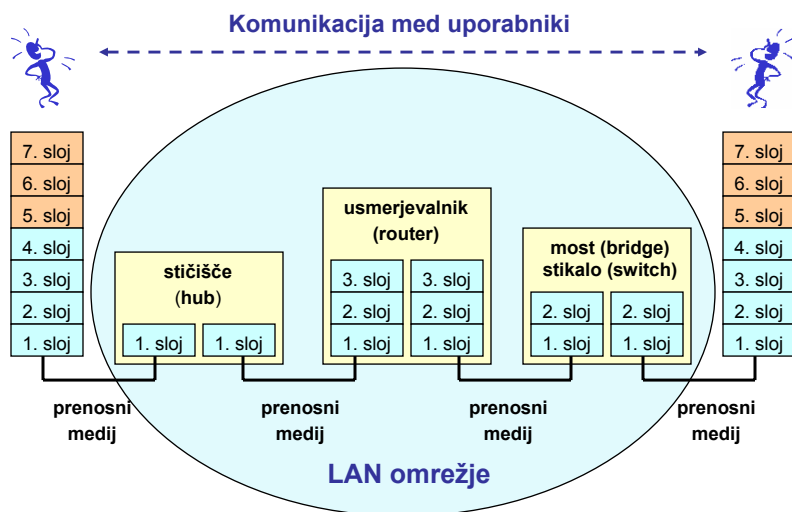 Komunikacija med uporabniki
7. sloj
6. sloj
5. sloj
4. sloj
3. sloj
2. sloj
1. sloj
stičišče
(hub)
1. sloj 1. sloj
usmerjevalnik
(router)
3. sloj 3. sloj
2. sloj 2. sloj
1. sloj 1. sloj
most (bridge)
stikalo (switch)
2. sloj 2. sloj
1. sloj 1. sloj
7. sloj
6. sloj
5. sloj
4. sloj
3. sloj
2. sloj
1. sloj
prenosni
medij
prenosni
medij
prenosni
medij
prenosni
medij
LAN omrežje